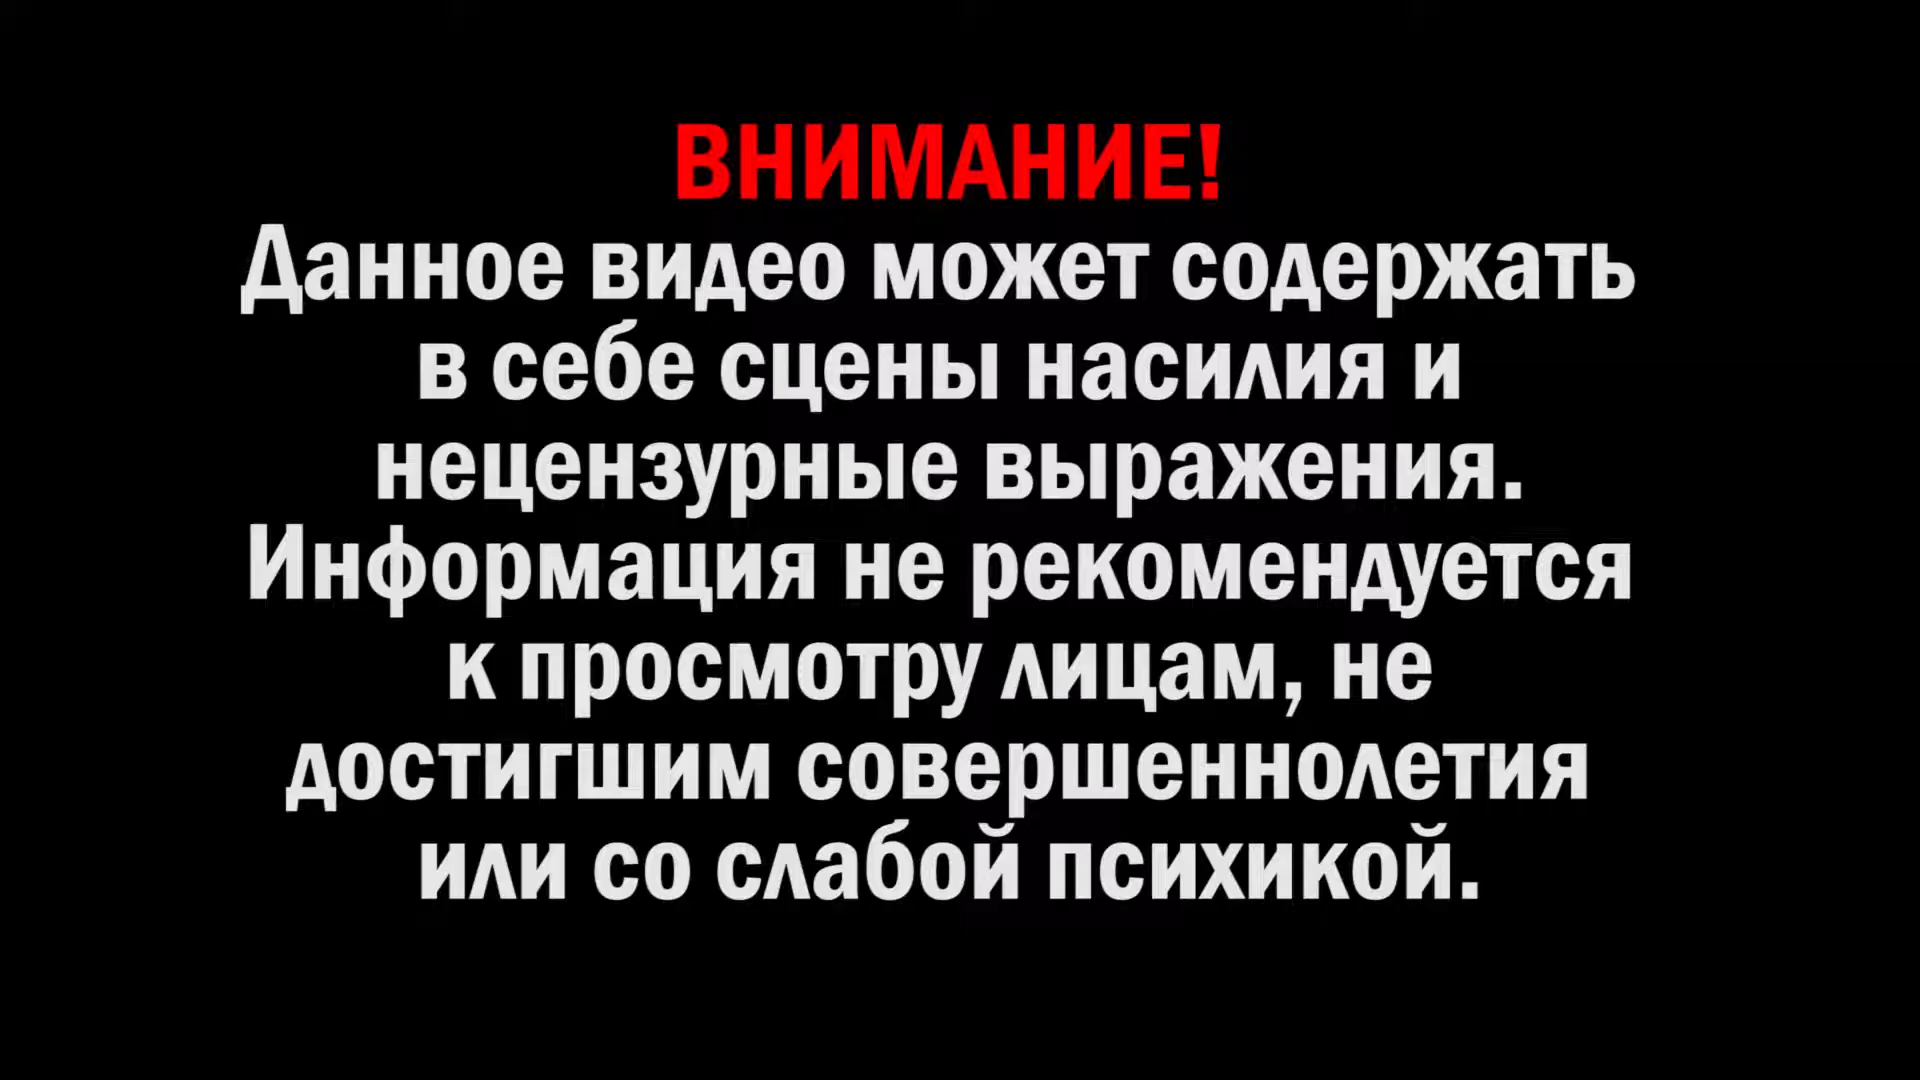 ВНИМАНИЕ!
Данное видео может содержать
в себе сцены насилия и
нецензурные выражения.
Информация не рекомендуется
к просмотру лицам, не
достигшим совершеннолетия
или со слабой психикой.